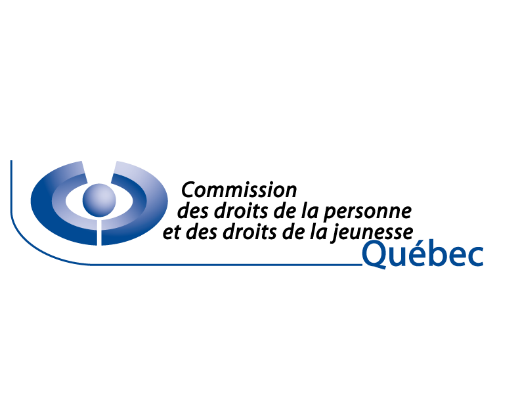 Commission
des droits de la personne
et des droits de la jeunesse
Québec